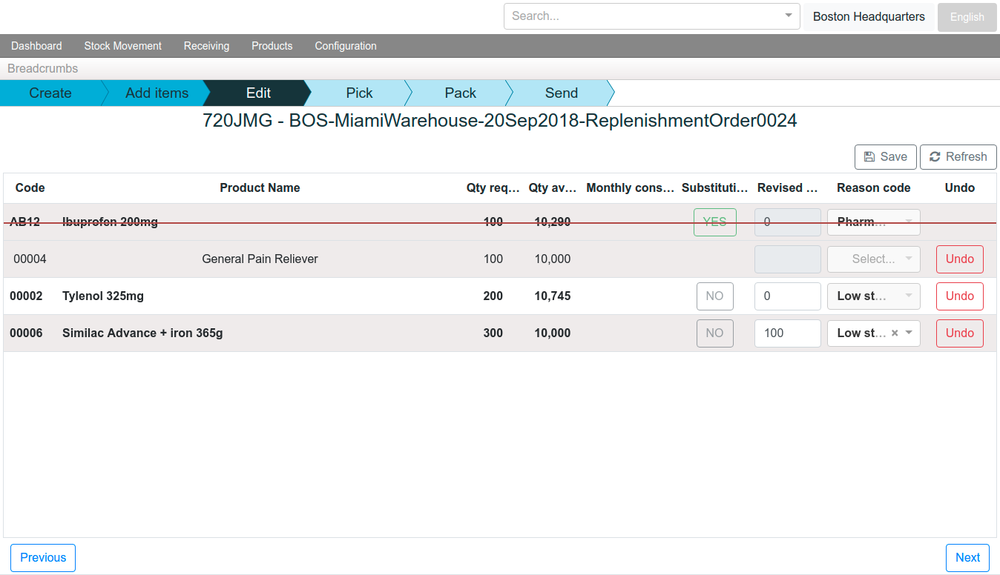 Search... Boston Headquarters English
Dashboard Stock Movement Receiving Products Configuration
Breadcrumbs
Create Add items Edit Pick Pack Send
720JMG - BOS-MiamiWarehouse-20Sep2018-ReplenishmentOrder0024
Save Refresh
Code Product Name Qty req... Qty av... Monthly cons... Substituti... Revised ... Reason code Undo
AB12 Ibuprofen 200mg 100 10,290 YES 0 Pharm...
00004 General Pain Reliever 100 10,000 Select... Undo
00002 Tylenol 325mg 200 10,745 NO 0 Low st... Undo
00006 Similac Advance + iron 365g 300 10,000 NO 100 Low st... × Undo
Previous Next